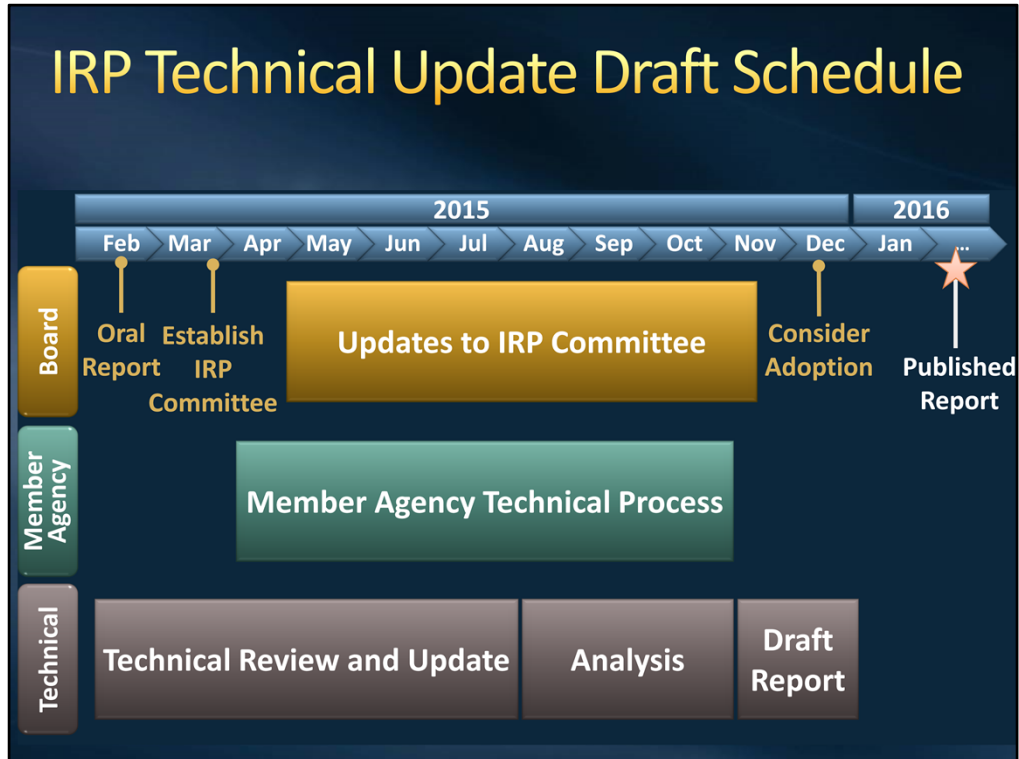 IRP Technical Update Draft Schedule
2015
2016
Feb
Mar
Apr
May
Jun
Jul
Aug
Sep
Oct
Nov
Dec
Jan
...
Board
Oral
Report
Establish
IRP
Committee
Updates to IRP Committee
Consider
Adoption
Published
Report
Member
Agency
Member Agency Technical Process
Technical
Technical Review and Update
Analysis
Draft
Report